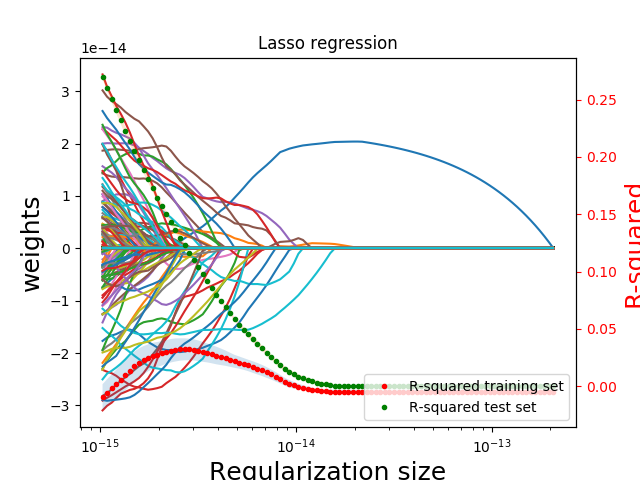 Lasso regression
1e−14
3
2
1
0
−1
−2
−3
weights
0.25
0.20
0.15
0.10
0.05
0.00
R-squared
R-squared training set
R-squared test set
10−15
10−14
10−13
Regularization size